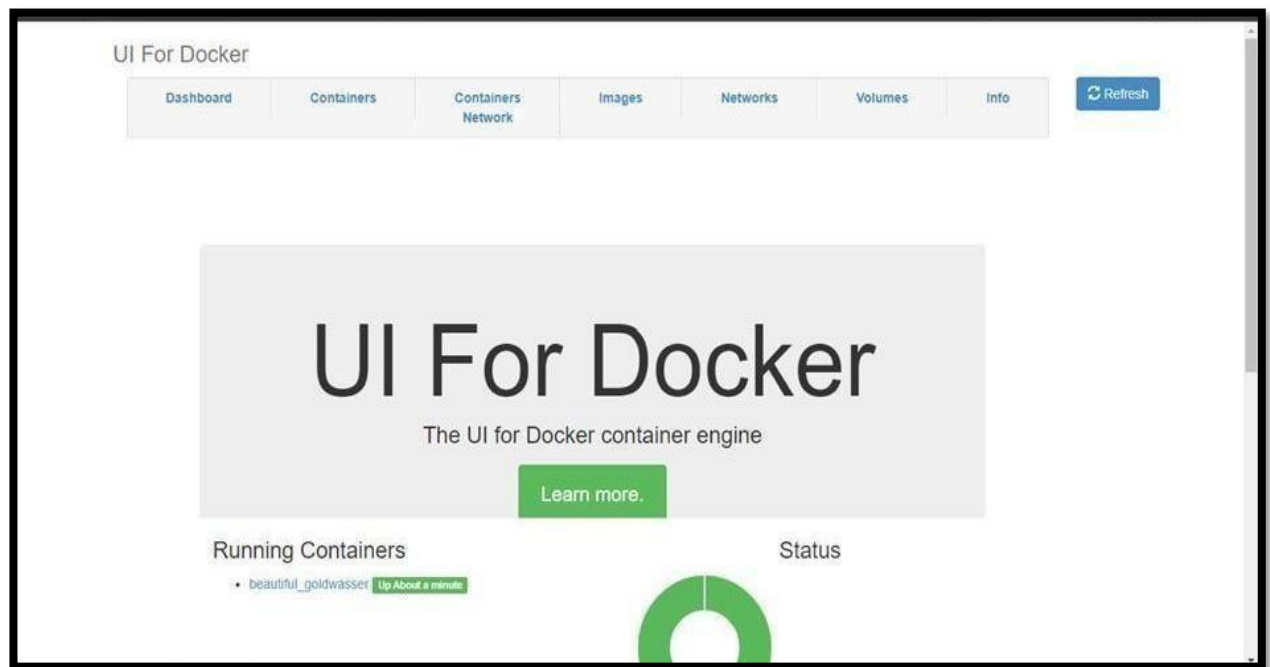 UI For Docker
Dashboard Containers Containers Network Images Networks Volumes Info Refresh
UI For Docker
The UI for Docker container engine
Learn more.
Running Containers
beautiful_goldwasser Up About a minute
Status